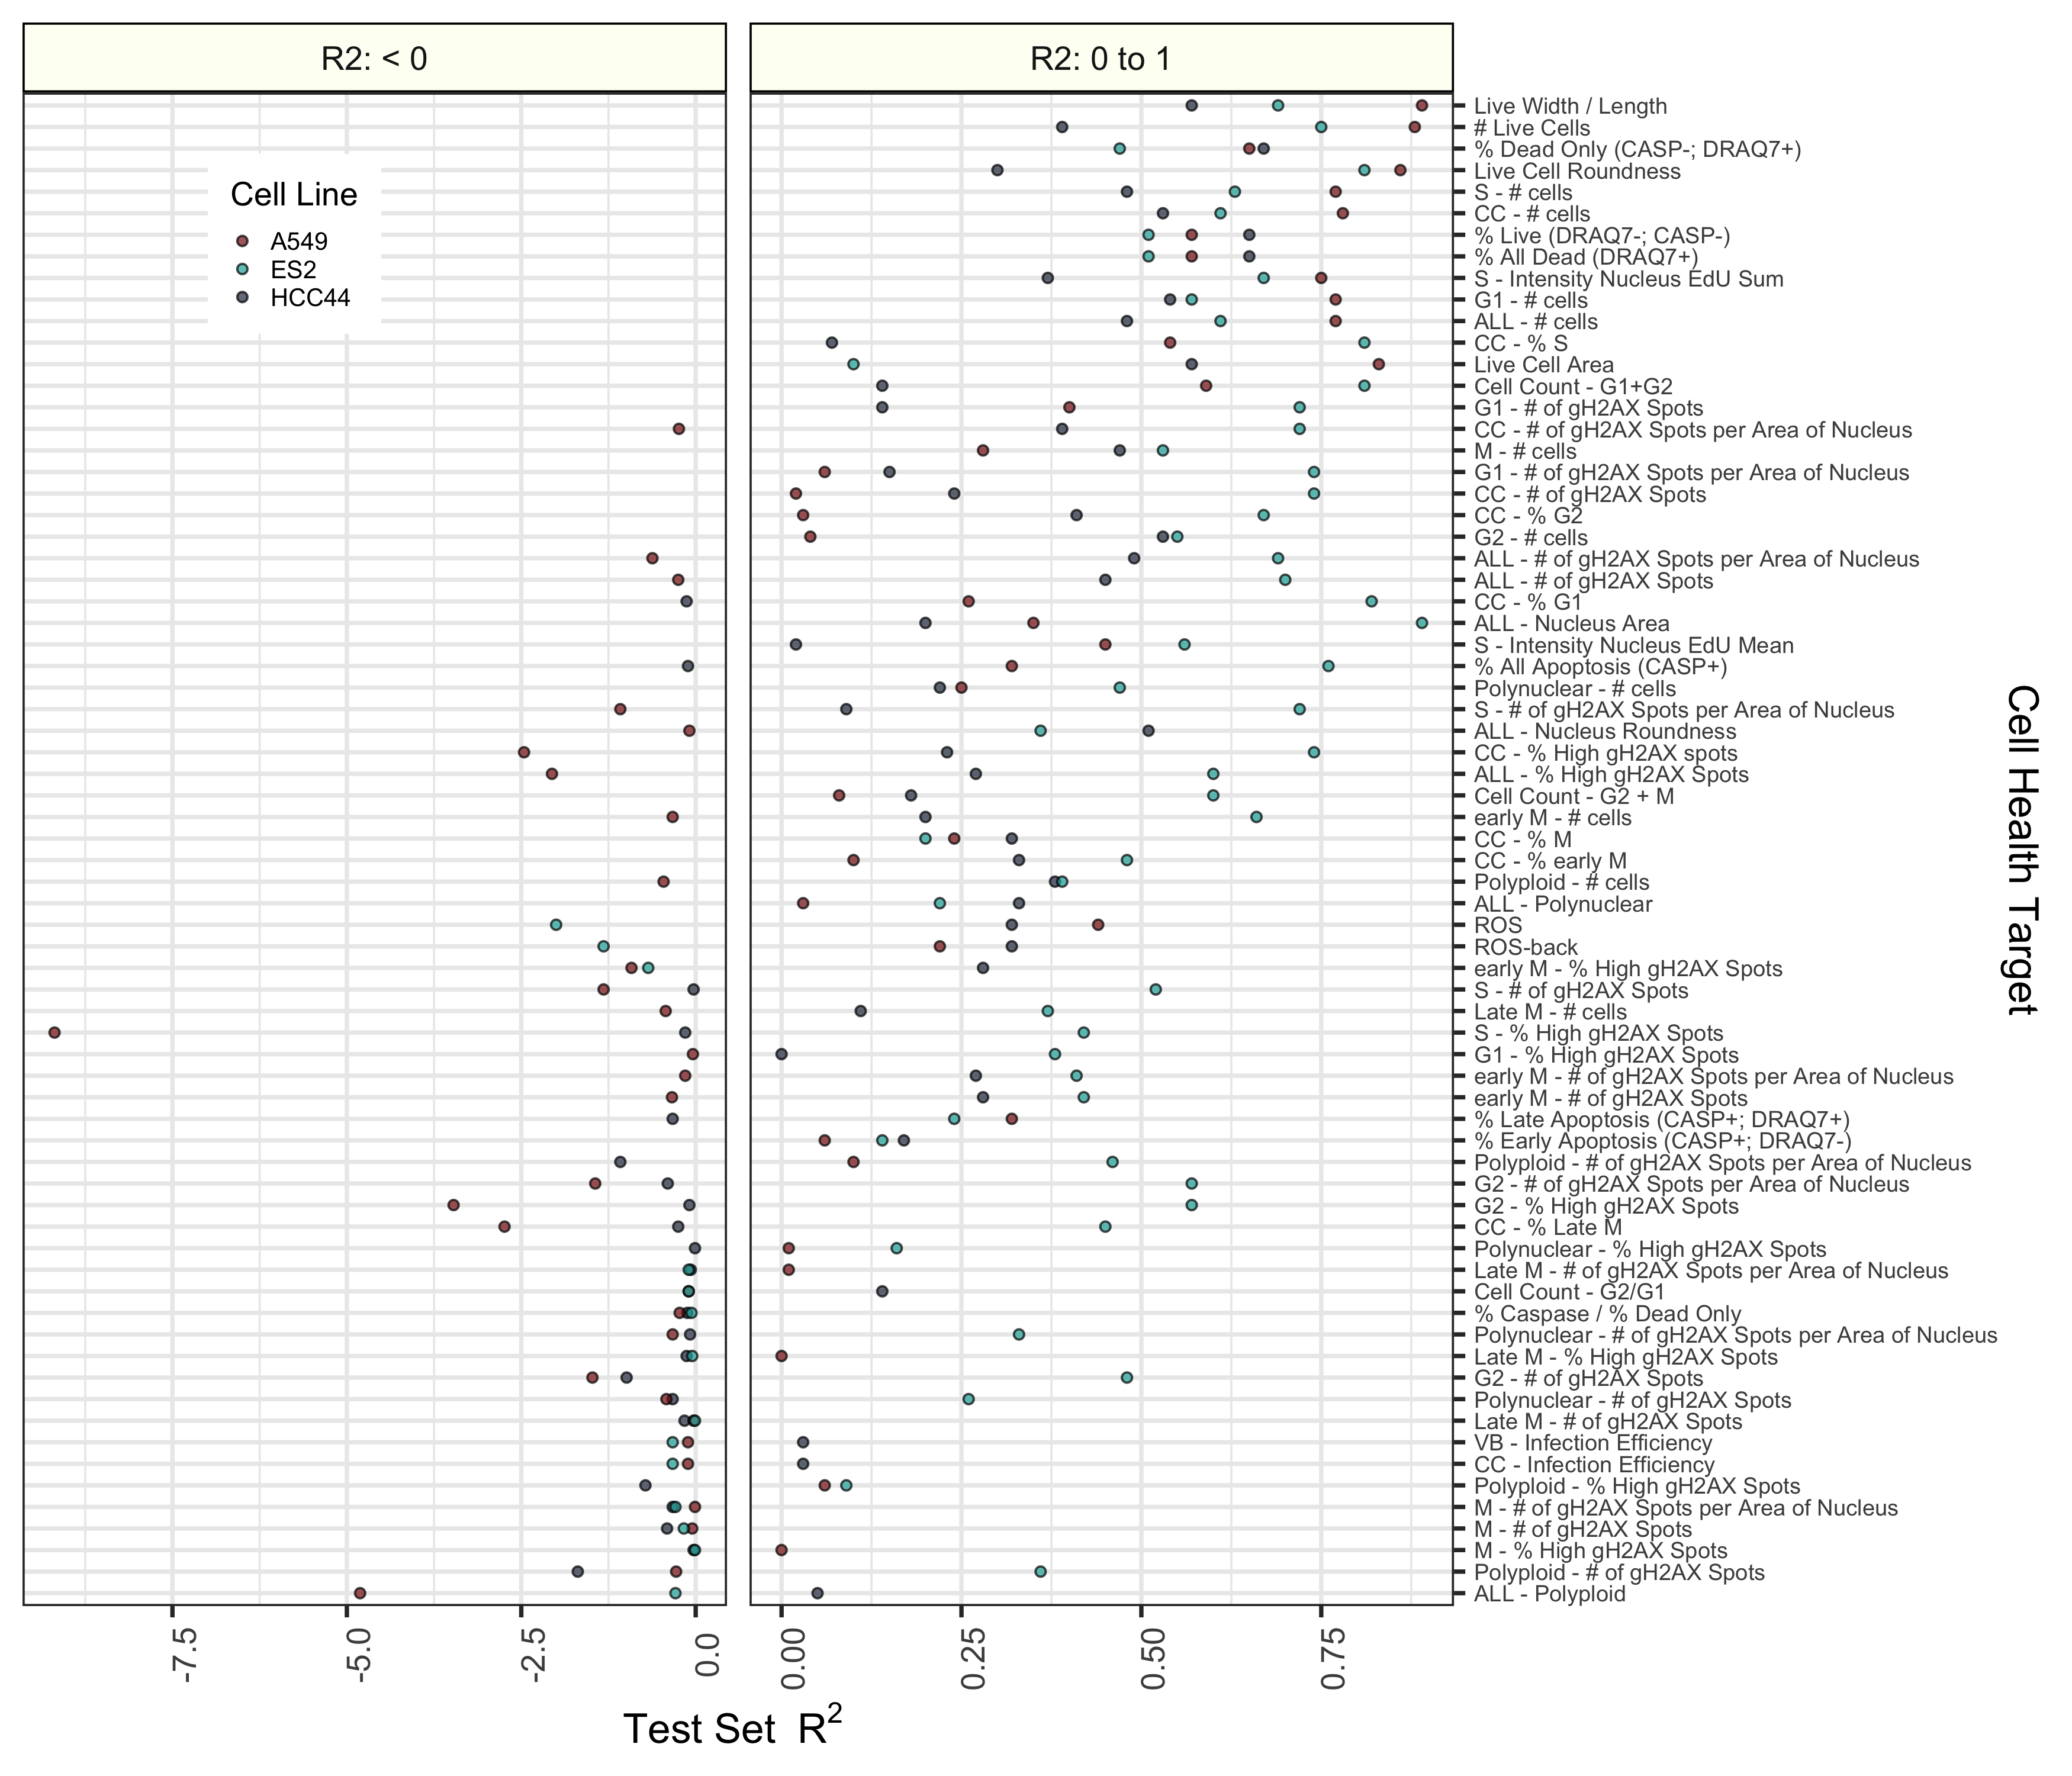 R2: < 0
R2: 0 to 1
Cell Line
A549
ES2
HCC44
Live Width / Length
# Live Cells
% Dead Only (CASP-; DRAQ7+)
Live Cell Roundness
S - # cells
CC - # cells
% Live (DRAQ7-; CASP-)
% All Dead (DRAQ7+)
S - Intensity Nucleus EdU Sum
G1 - # cells
ALL - # cells
CC - % S
Live Cell Area
Cell Count - G1+G2
G1 - # of gH2AX Spots
CC - # of gH2AX Spots per Area of Nucleus
M - # cells
G1 - # of gH2AX Spots per Area of Nucleus
CC - # of gH2AX Spots
CC - % G2
G2 - # cells
ALL - # of gH2AX Spots per Area of Nucleus
ALL - # of gH2AX Spots
CC - % G1
ALL - Nucleus Area
S - Intensity Nucleus EdU Mean
% All Apoptosis (CASP+)
Polynuclear - # cells
S - # of gH2AX Spots per Area of Nucleus
ALL - Nucleus Roundness
CC - % High gH2AX spots
ALL - % High gH2AX Spots
Cell Count - G2 + M
early M - # cells
CC - % M
CC - % early M
Polyploid - # cells
ALL - Polynuclear
ROS
ROS-back
early M - % High gH2AX Spots
S - # of gH2AX Spots
Late M - # cells
S - % High gH2AX Spots
G1 - % High gH2AX Spots
early M - # of gH2AX Spots per Area of Nucleus
early M - # of gH2AX Spots
% Late Apoptosis (CASP+; DRAQ7+)
% Early Apoptosis (CASP+; DRAQ7-)
Polyploid - # of gH2AX Spots per Area of Nucleus
G2 - # of gH2AX Spots per Area of Nucleus
G2 - % High gH2AX Spots
CC - % Late M
Polynuclear - % High gH2AX Spots
Late M - # of gH2AX Spots per Area of Nucleus
Cell Count - G2/G1
% Caspase / % Dead Only
Polynuclear - # of gH2AX Spots per Area of Nucleus
Late M - % High gH2AX Spots
G2 - # of gH2AX Spots
Polynuclear - # of gH2AX Spots
Late M - # of gH2AX Spots
VB - Infection Efficiency
CC - Infection Efficiency
Polyploid - % High gH2AX Spots
M - # of gH2AX Spots per Area of Nucleus
M - # of gH2AX Spots
M - % High gH2AX Spots
Polyploid - # of gH2AX Spots
ALL - Polyploid
Cell Health Target
-7.5
-5.0
-2.5
0.0
0.00
0.25
0.50
0.75
Test Set R²